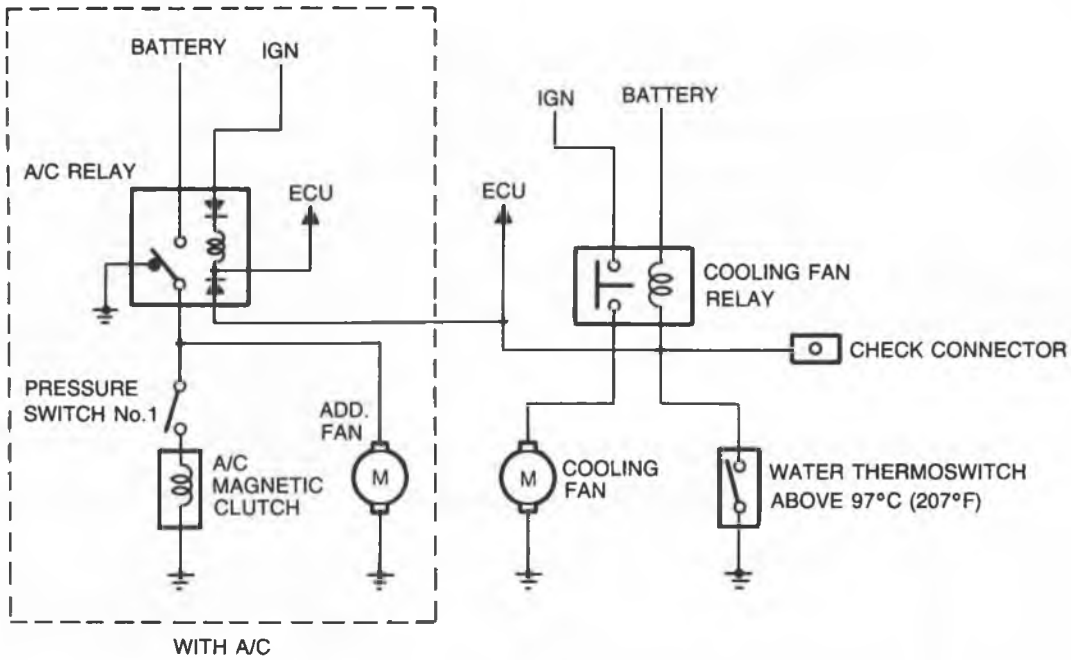 BATTERY
IGN
A/C RELAY
ECU
PRESSURE
SWITCH No.1
ADD.
FAN
M
A/C
MAGNETIC
CLUTCH
WITH A/C
IGN
BATTERY
ECU
COOLING FAN
RELAY
CHECK CONNECTOR
M
COOLING
FAN
WATER THERMOSWITCH
ABOVE 97°C (207°F)